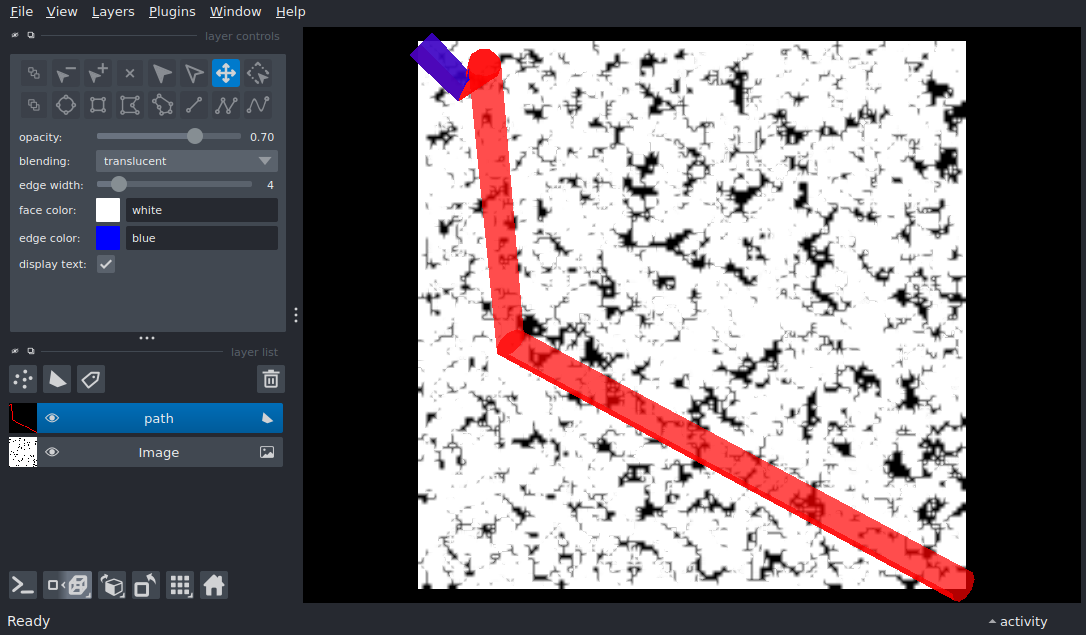 File View Layers Plugins Window Help
layer controls
opacity: 0.70
blending: translucent
edge width: 4
face color: white
edge color: blue
display text:
layer list
path
Image
Ready
activity